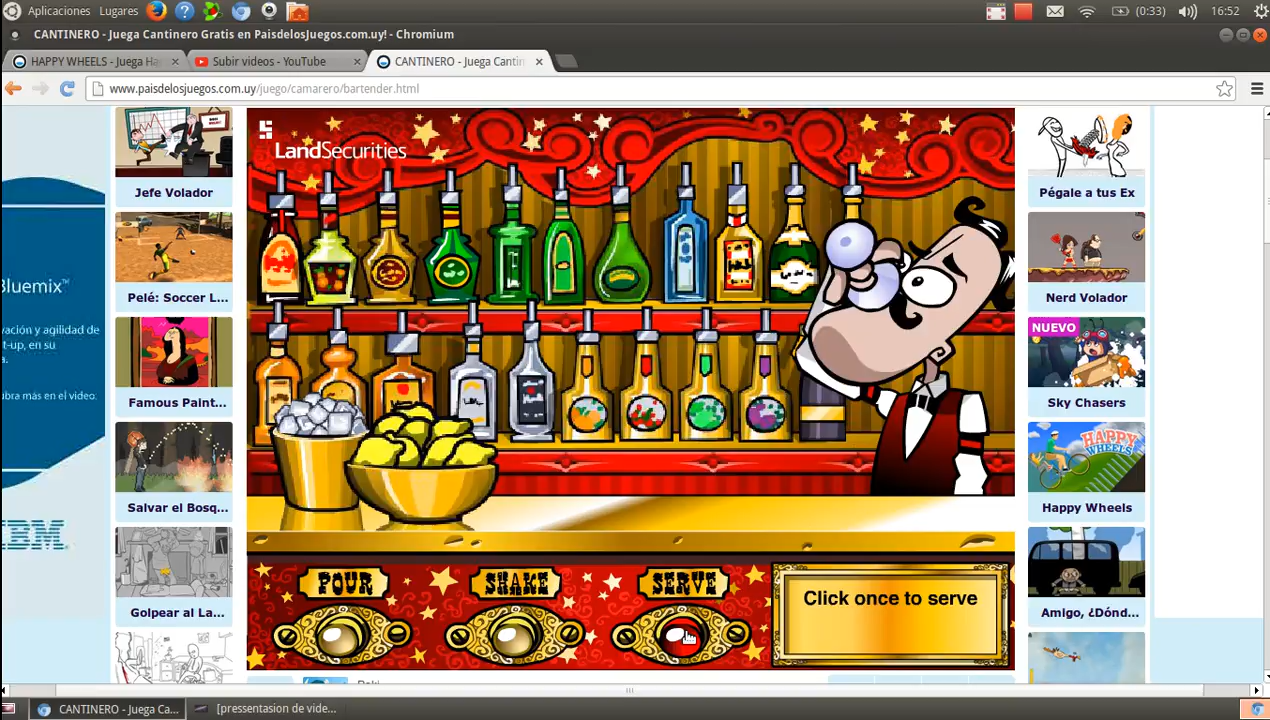 Aplicaciones Lugares (0:33) 16:52
CANTINERO - Juega Cantinero Gratis en PaisdelosJuegos.com.uy! - Chromium
HAPPY WHEELS - Juega Ha
Subir videos - YouTube
CANTINERO - Juega Cantin
www.paisdelosjuegos.com.uy/juego/camarero/bartender.html
LandSecurities
Jefe Volador
Pelé: Soccer L...
Bluemix™
vación y agilidad de
t-up, en su
a.
ubra más en el video.
Famous Paint...
Salvar el Bosq...
IBM
Golpear al La...
Pégale a tus Ex
Nerd Volador
NUEVO
Sky Chasers
HAPPY
WHEELS
Happy Wheels
Amigo, ¿Dónd...
POUR
SHAKE
SERVE
Click once to serve
CANTINERO - Juega Ca...
[pressentasion de vide...